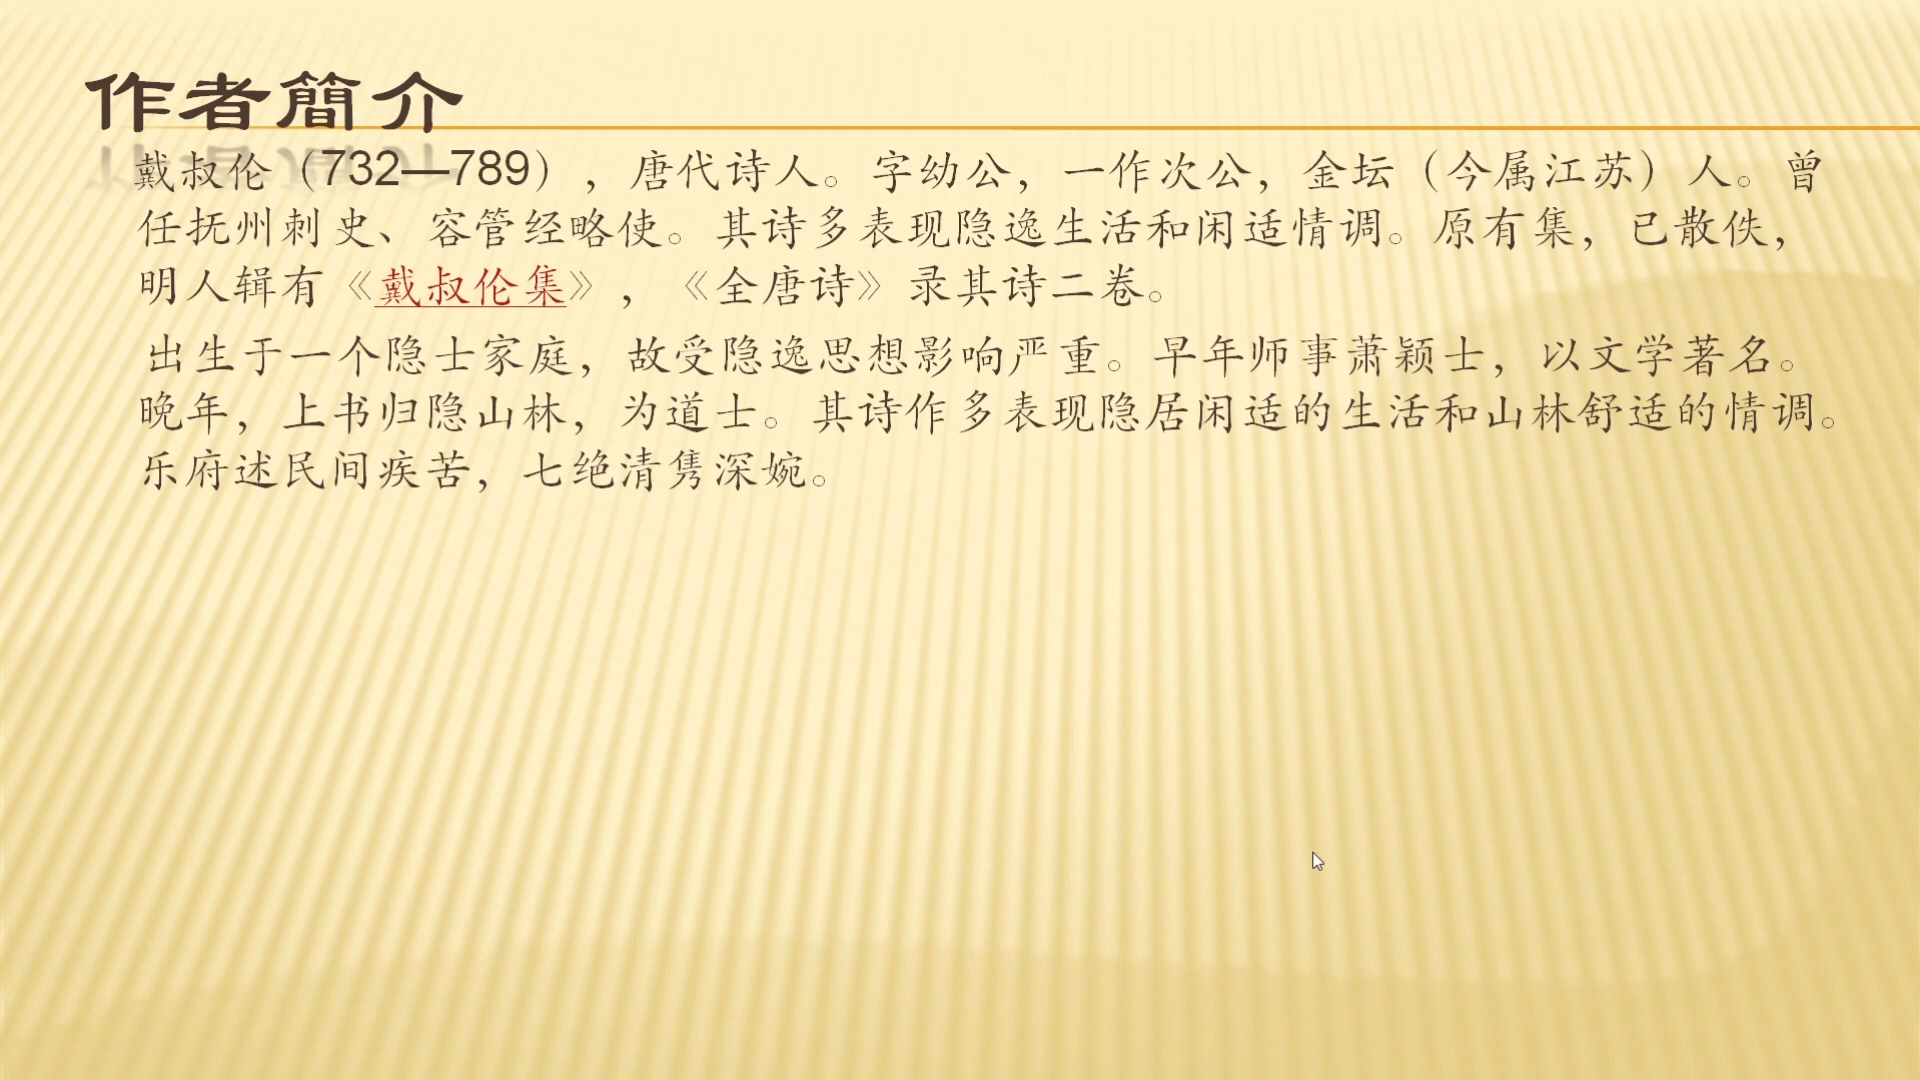 作者簡介
戴叔伦（732—789），唐代诗人。字幼公，一作次公，金坛（今属江苏）人。曾
任抚州刺史、容管经略使。其诗多表现隐逸生活和闲适情调。原有集，已散佚，
明人辑有《戴叔伦集》，《全唐诗》录其诗二卷。
出生于一个隐士家庭，故受隐逸思想影响严重。早年师事萧颖士，以文学著名。
晚年，上书归隐山林，为道士。其诗作多表现隐居闲适的生活和山林舒适的情调。
乐府述民间疾苦，七绝清隽深婉。